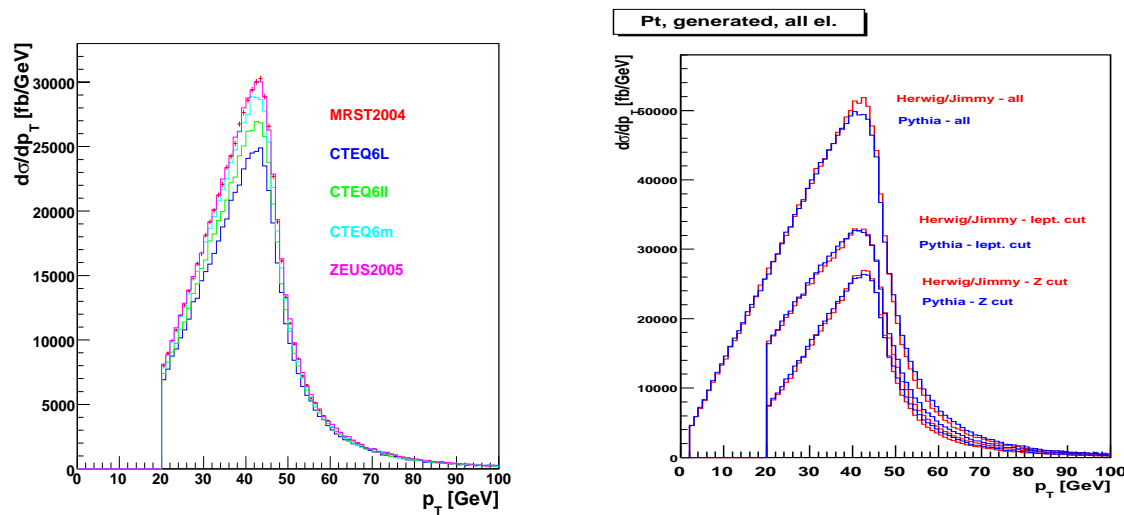 dσ/dp_T [fb/GeV]
30000
25000
20000
15000
10000
5000
0
MRST2004
CTEQ6L
CTEQ6ll
CTEQ6m
ZEUS2005
0 10 20 30 40 50 60 70 80 90 100
p_T [GeV]
Pt, generated, all el.
dσ/dp_T [fb/GeV]
50000
40000
30000
20000
10000
0
Herwig/Jimmy - all
Pythia - all
Herwig/Jimmy - lept. cut
Pythia - lept. cut
Herwig/Jimmy - Z cut
Pythia - Z cut
0 10 20 30 40 50 60 70 80 90 100
p_T [GeV]